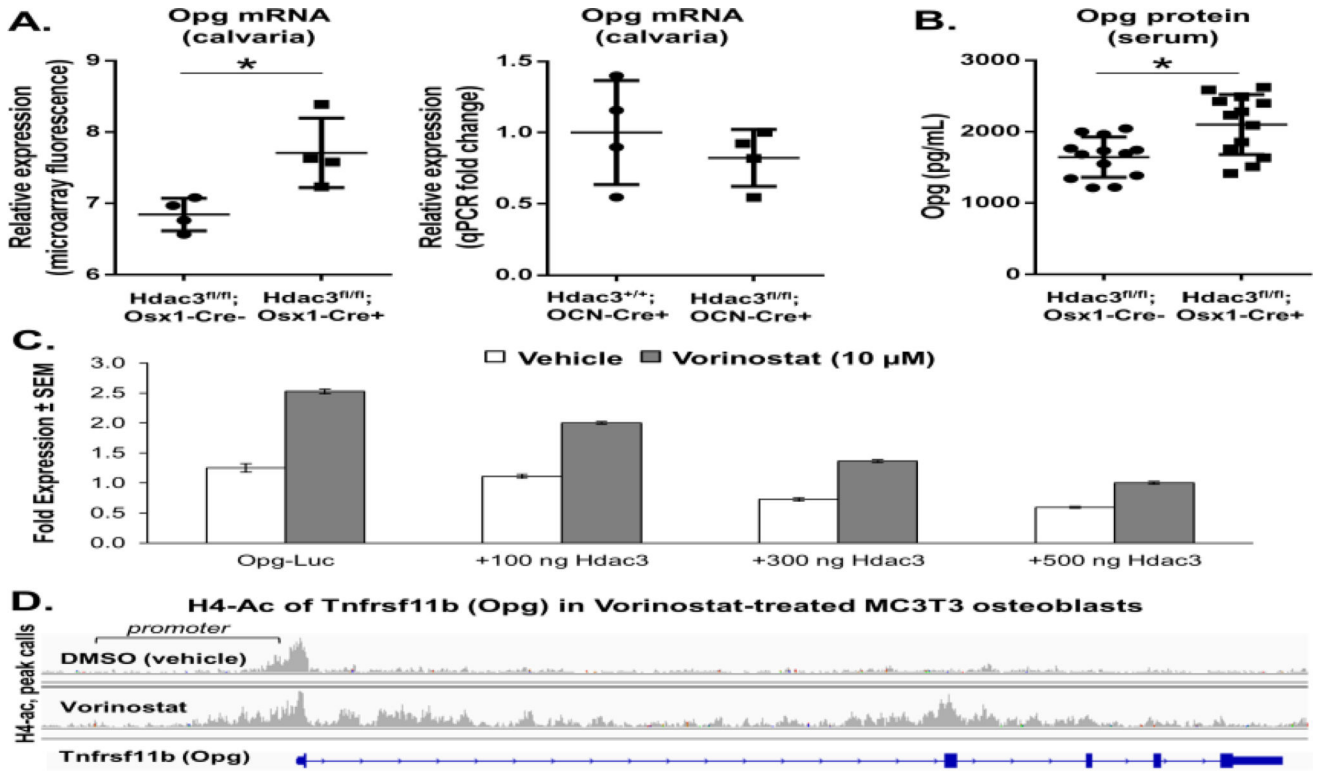 A.
Opg mRNA
(calvaria)
Relative expression
(microarray fluorescence)
9
8
7
6
*
Hdac3fl/fl;
Osx1-Cre-
Hdac3fl/fl;
Osx1-Cre+
Opg mRNA
(calvaria)
Relative expression
(qPCR fold change)
1.5
1.0
0.5
0.0
Hdac3+/+;
OCN-Cre+
Hdac3fl/fl;
OCN-Cre+
B.
Opg protein
(serum)
Opg (pg/mL)
3000
2000
1000
0
*
Hdac3fl/fl;
Osx1-Cre-
Hdac3fl/fl;
Osx1-Cre+
C.
Vehicle Vorinostat (10 µM)
Fold Expression ± SEM
3.0
2.5
2.0
1.5
1.0
0.5
0.0
Opg-Luc +100 ng Hdac3 +300 ng Hdac3 +500 ng Hdac3
D.
H4-Ac of Tnfrsf11b (Opg) in Vorinostat-treated MC3T3 osteoblasts
H4-ac, peak calls
promoter
DMSO (vehicle)
Vorinostat
Tnfrsf11b (Opg)